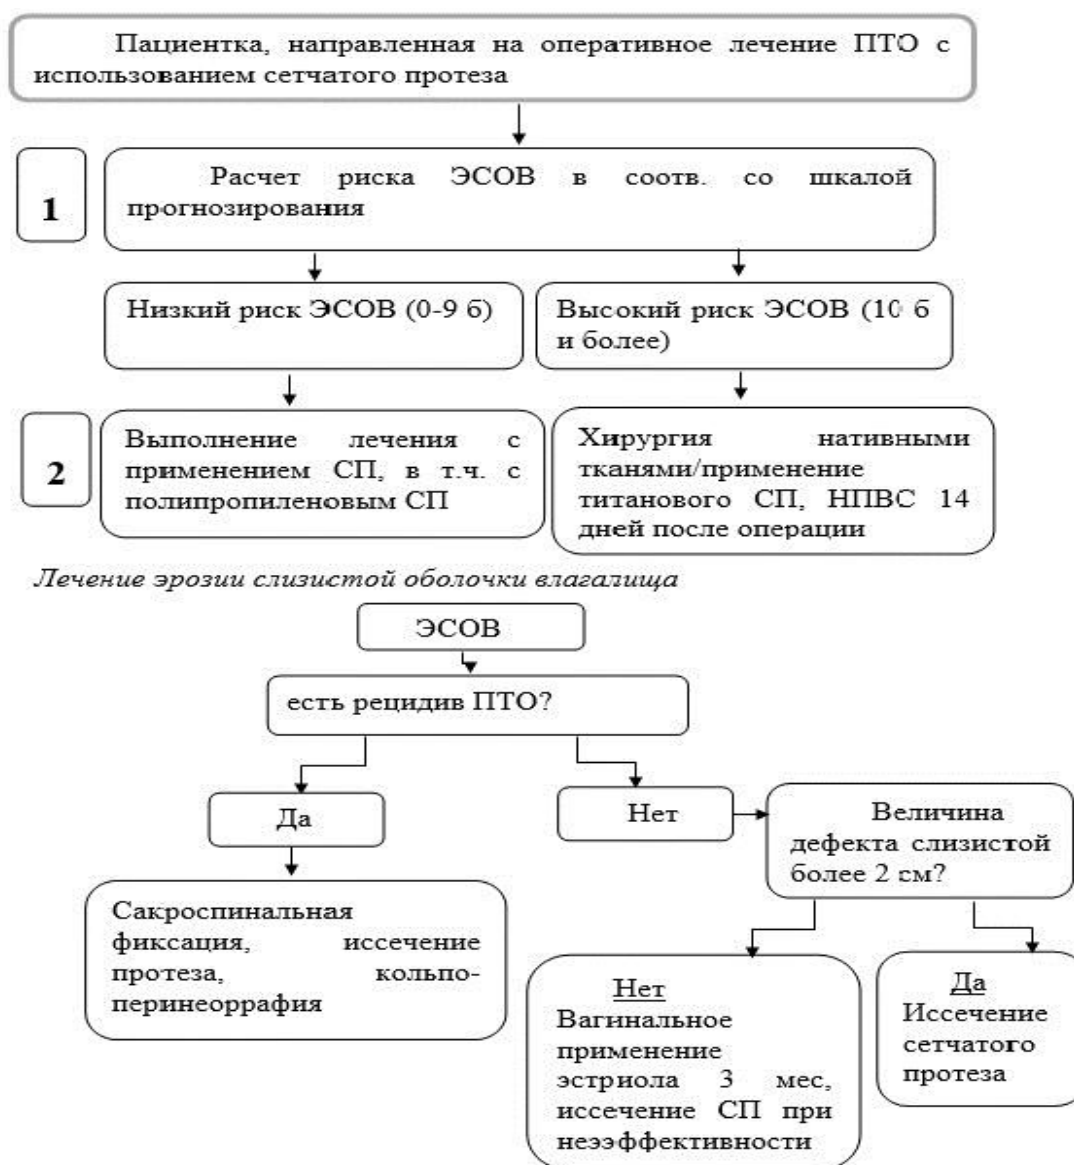 Пациентка, направленная на оперативное лечение ПТО с
использованием сетчатого протеза
1
Расчет риска ЭСОВ в соотв. со шкалой
прогнозирования
Низкий риск ЭСОВ (0-9 б)
Высокий риск ЭСОВ (10 б
и более)
2
Выполнение лечения с
применением СП, в т.ч. с
полипропиленовым СП
Хирургия нативными
тканями/применение
титанового СП, НПВС 14
дней после операции
Лечение эрозии слизистой оболочки влагалища
ЭСОВ
есть рецидив ПТО?
Да
Нет
Величина
дефекта слизистой
более 2 см?
Сакроспинальная
фиксация, иссечение
протеза, кольпо-
перинеоррафия
Нет
Вагинальное
применение
эстриола 3 мес,
иссечение СП при
неээффективности
Да
Иссечение
сетчатого
протеза